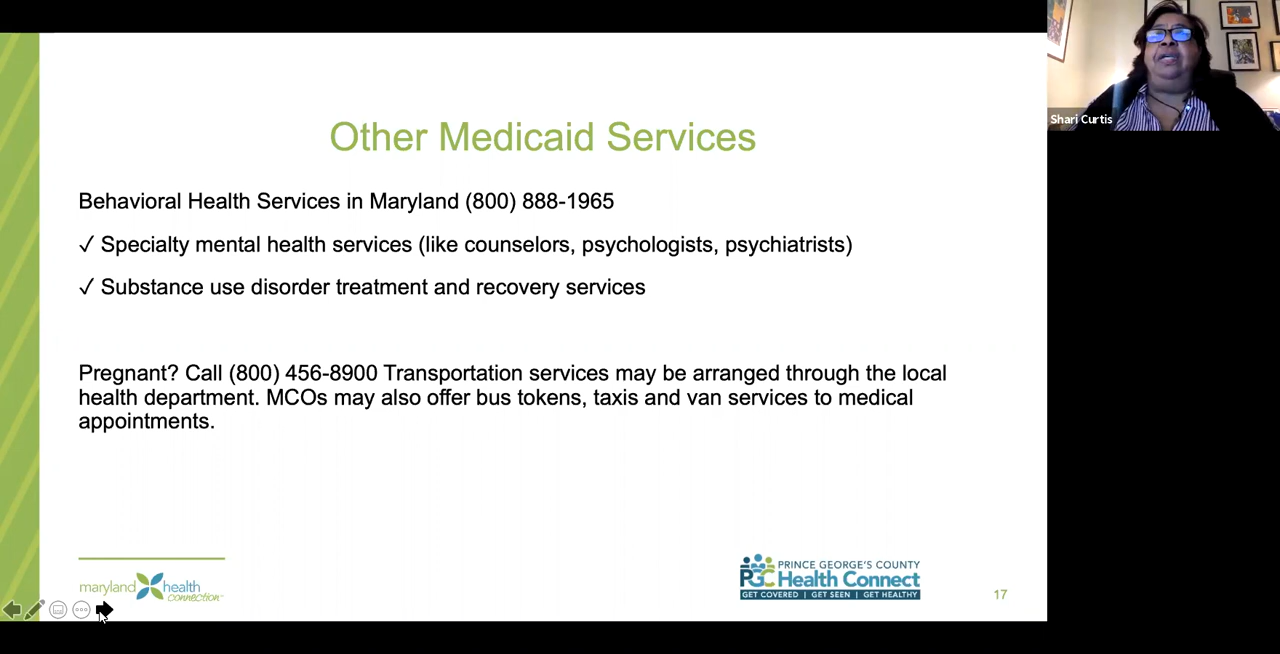 Other Medicaid Services
Behavioral Health Services in Maryland (800) 888-1965
✓ Specialty mental health services (like counselors, psychologists, psychiatrists)
✓ Substance use disorder treatment and recovery services
Pregnant? Call (800) 456-8900 Transportation services may be arranged through the local
health department. MCOs may also offer bus tokens, taxis and van services to medical
appointments.
maryland health
connection
PRINCE GEORGE'S COUNTY
PGC Health Connect
GET COVERED | GET SEEN | GET HEALTHY
17
Shari Curtis